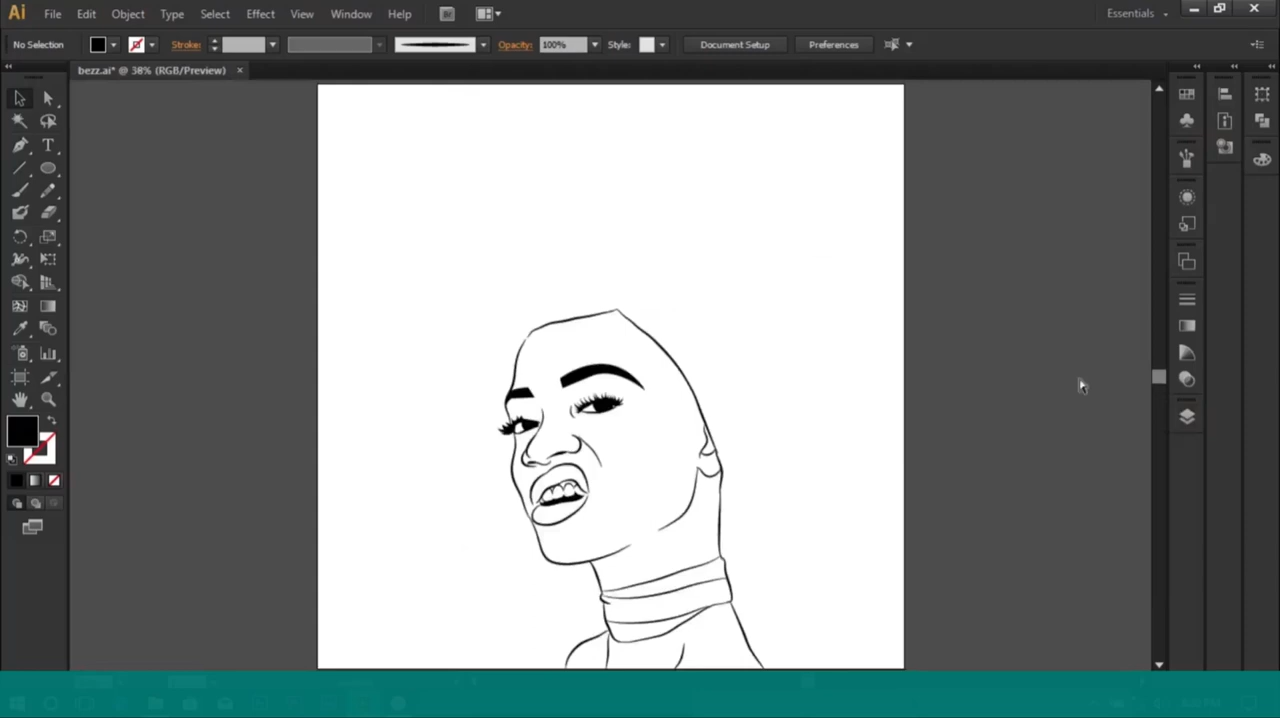 Ai File Edit Object Type Select Effect View Window Help Br Essentials
No Selection Stroke: Opacity: 100% Style: Document Setup Preferences
bezz.ai* @ 38% (RGB/Preview) ×
T